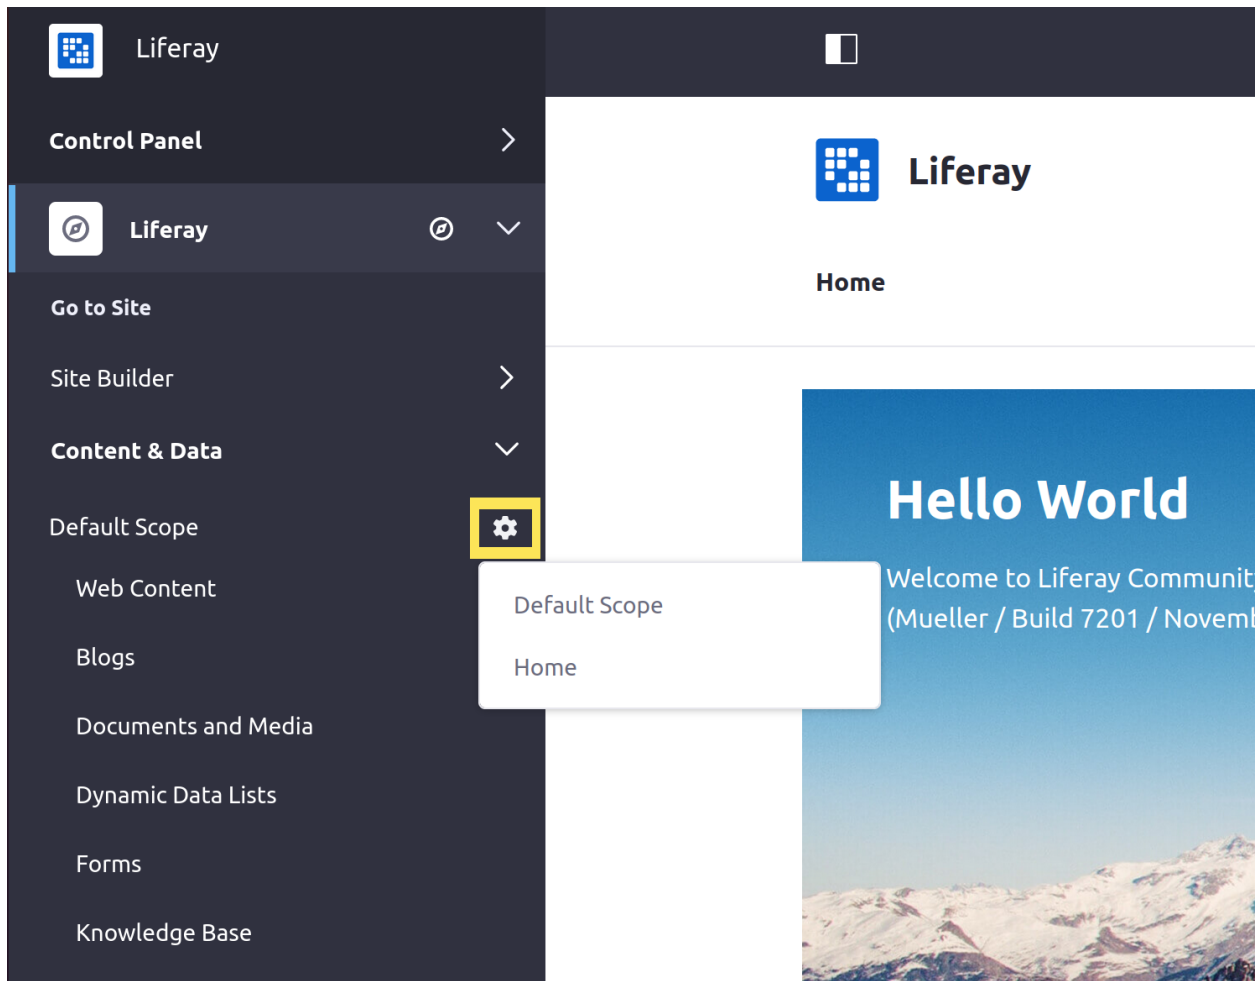 Liferay
Control Panel
Liferay
Go to Site
Site Builder
Content & Data
Default Scope
Web Content
Blogs
Documents and Media
Dynamic Data Lists
Forms
Knowledge Base
Default Scope
Home
Liferay
Home
Hello World
Welcome to Liferay
(Mueller / Build 7201 /